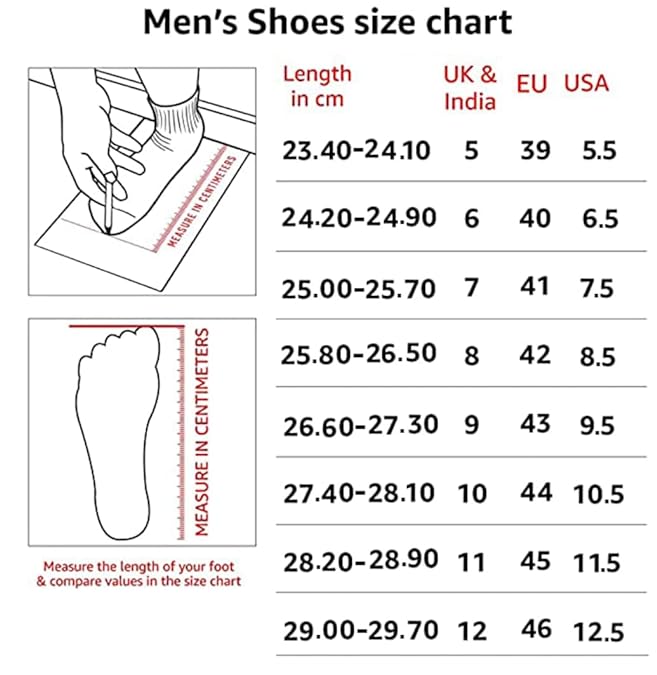 Men's Shoes size chart
Length in cm UK & India EU USA
23.40-24.10 5 39 5.5
24.20-24.90 6 40 6.5
25.00-25.70 7 41 7.5
25.80-26.50 8 42 8.5
26.60-27.30 9 43 9.5
27.40-28.10 10 44 10.5
28.20-28.90 11 45 11.5
29.00-29.70 12 46 12.5
MEASURE IN CENTIMETERS
MEASURE IN CENTIMETERS
Measure the length of your foot
& compare values in the size chart